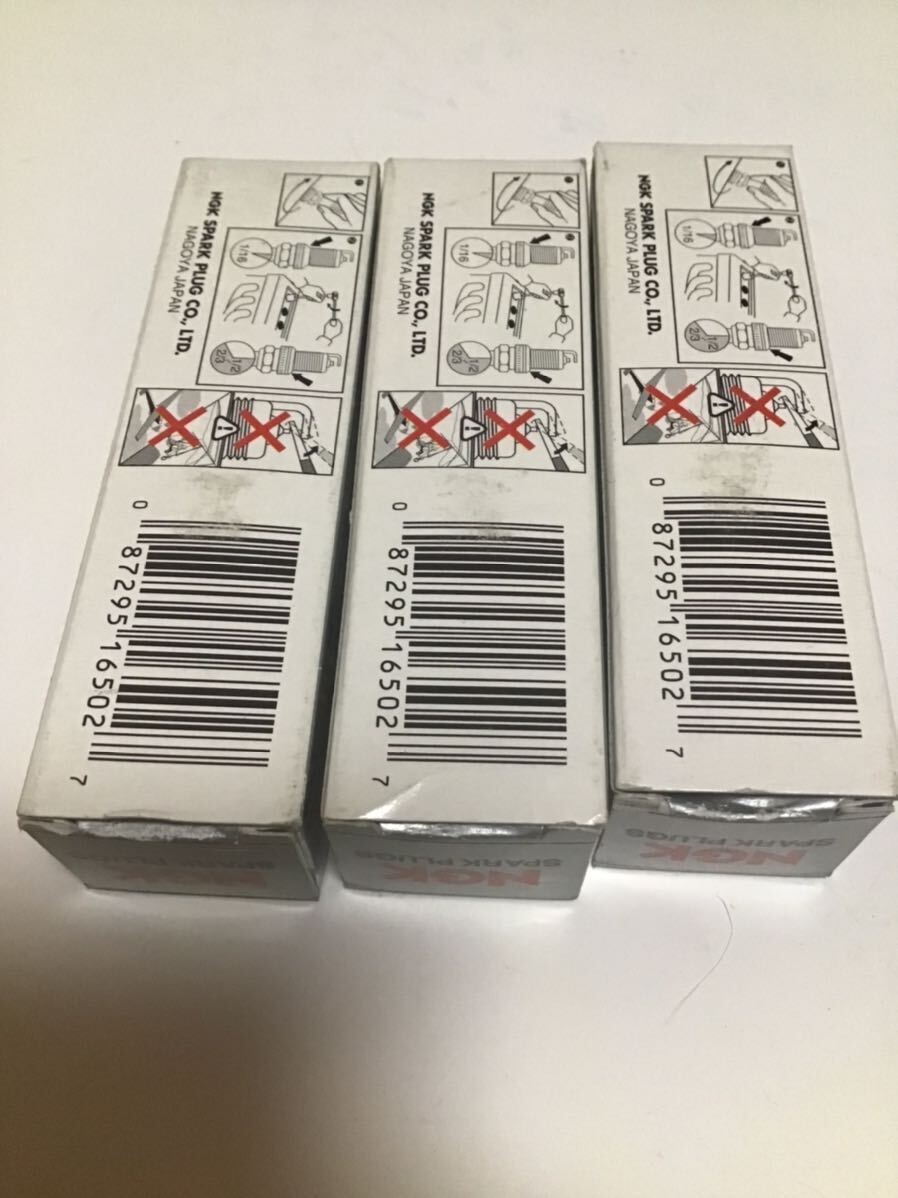 NGK SPARK PLUG CO., LTD.
NAGOYA JAPAN
1/16
1/2
2/3
0 87295 16502 7
NGK
SPARK PLUGS
NGK SPARK PLUG CO., LTD.
NAGOYA JAPAN
1/16
1/2
2/3
0 87295 16502 7
NGK
SPARK PLUGS
NGK SPARK PLUG CO., LTD.
NAGOYA JAPAN
1/16
1/2
2/3
0 87295 16502 7
NGK
SPARK PLUGS